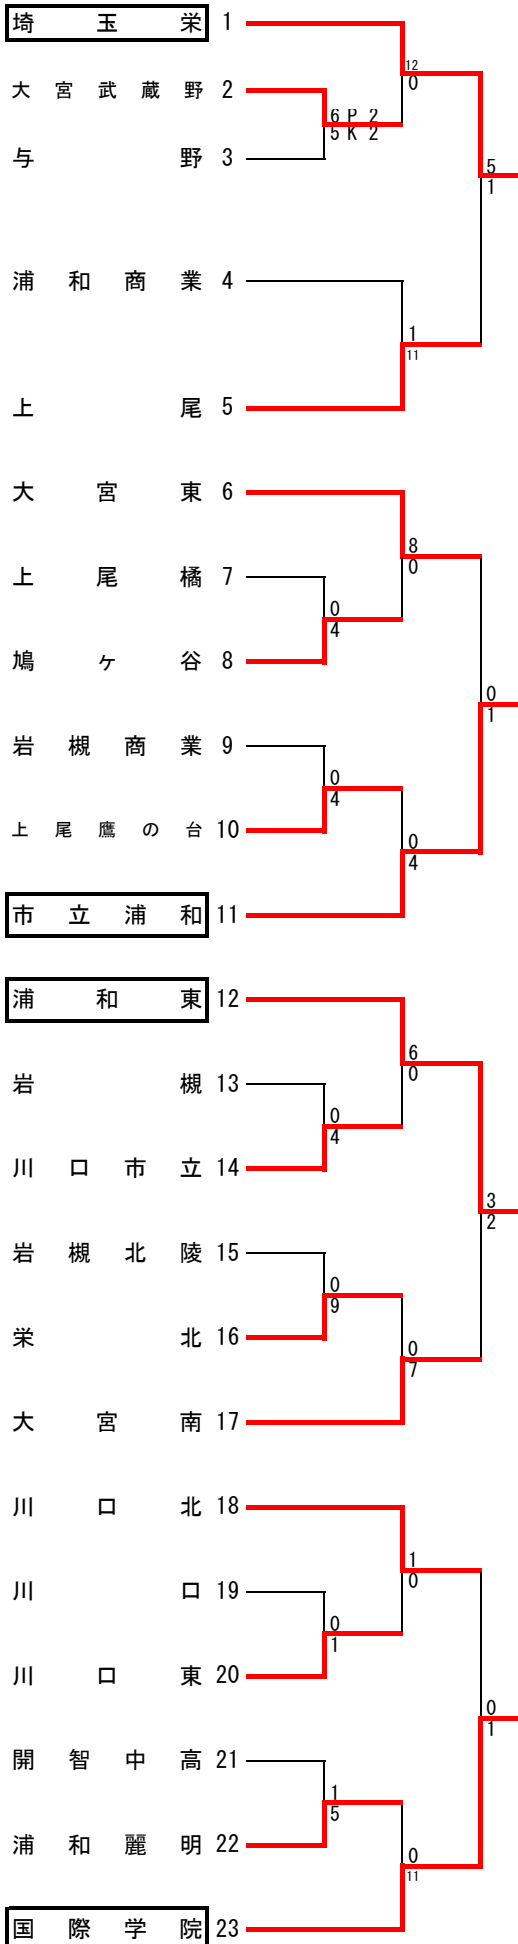 埼玉栄 1
12
大宮武蔵野 2
0
6 P 2
5 K 2
与野 3
5
1
浦和商業 4
1
11
上尾 5
大宮東 6
8
0
上尾橘 7
0
4
鳩ヶ谷 8
0
1
岩槻商業 9
0
4
上尾鷹の台 10
0
4
市立浦和 11
浦和東 12
6
0
岩槻 13
0
4
川口市立 14
3
2
岩槻北陵 15
0
9
栄北 16
0
7
大宮南 17
川口北 18
1
0
川口 19
0
1
川口東 20
0
1
開智中高 21
1
5
浦和麗明 22
0
11
国際学院 23